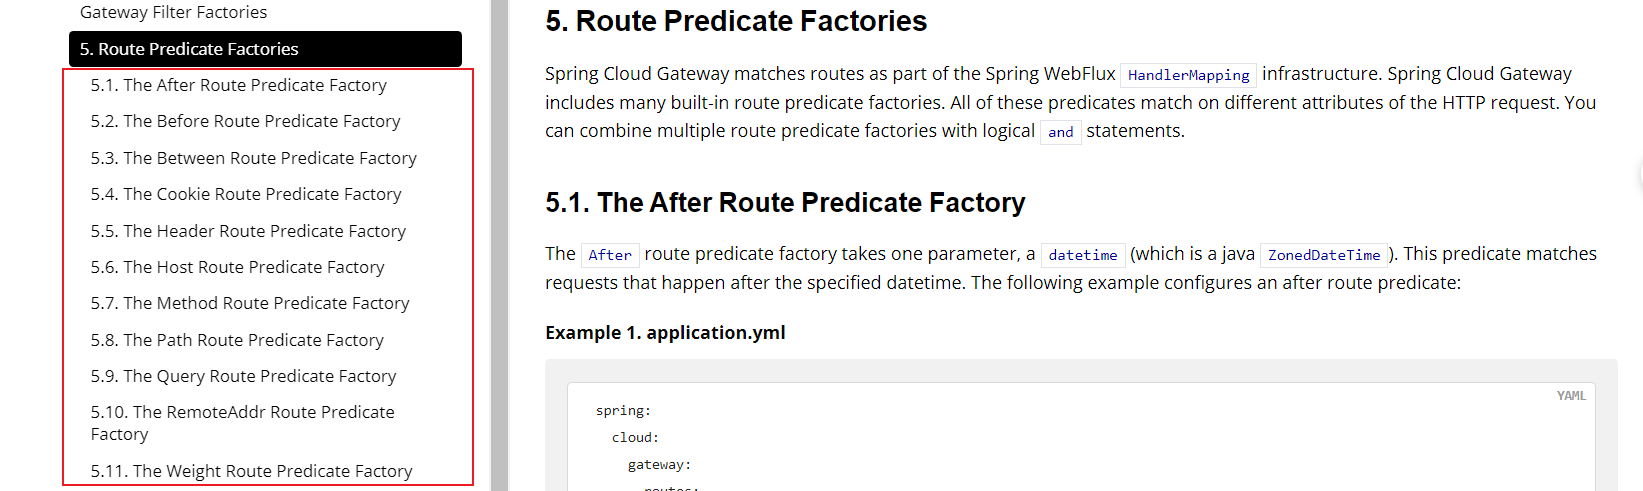 Gateway Filter Factories
5. Route Predicate Factories
5.1. The After Route Predicate Factory
5.2. The Before Route Predicate Factory
5.3. The Between Route Predicate Factory
5.4. The Cookie Route Predicate Factory
5.5. The Header Route Predicate Factory
5.6. The Host Route Predicate Factory
5.7. The Method Route Predicate Factory
5.8. The Path Route Predicate Factory
5.9. The Query Route Predicate Factory
5.10. The RemoteAddr Route Predicate
Factory
5.11. The Weight Route Predicate Factory
5. Route Predicate Factories
Spring Cloud Gateway matches routes as part of the Spring WebFlux HandlerMapping infrastructure. Spring Cloud Gateway
includes many built-in route predicate factories. All of these predicates match on different attributes of the HTTP request. You
can combine multiple route predicate factories with logical and statements.
5.1. The After Route Predicate Factory
The After route predicate factory takes one parameter, a datetime (which is a java ZonedDateTime). This predicate matches
requests that happen after the specified datetime. The following example configures an after route predicate:
Example 1. application.yml
YAML
spring:
cloud:
gateway:
routes: